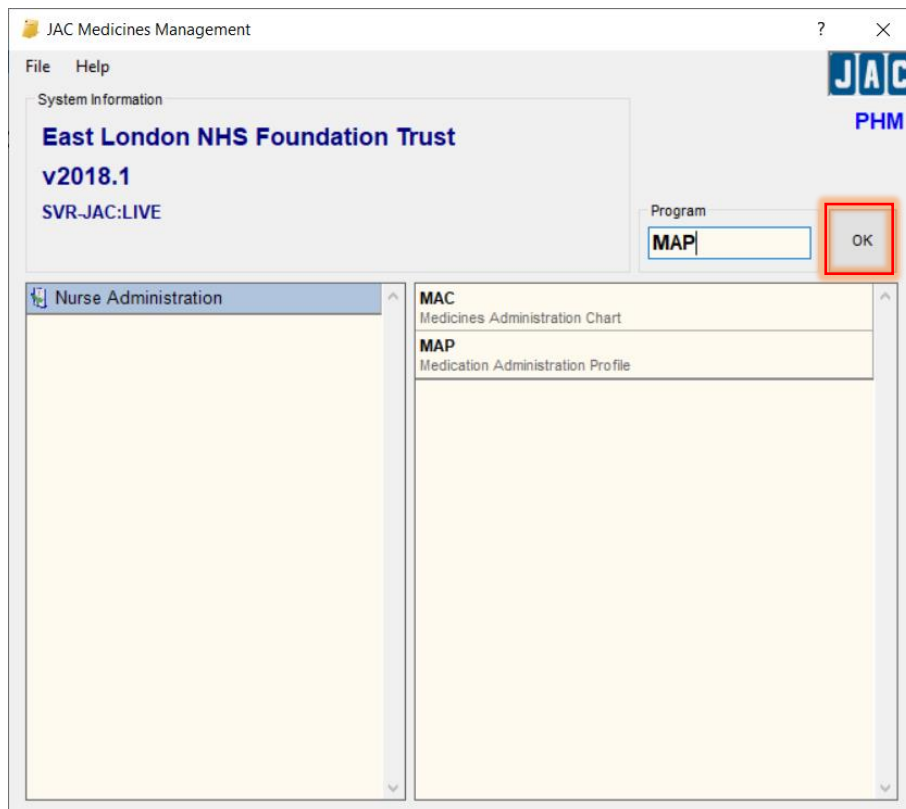 JAC Medicines Management
File Help
JAC
System Information
PHM
East London NHS Foundation Trust
v2018.1
SVR-JAC:LIVE
Program
MAP
OK
Nurse Administration
MAC
Medicines Administration Chart
MAP
Medication Administration Profile